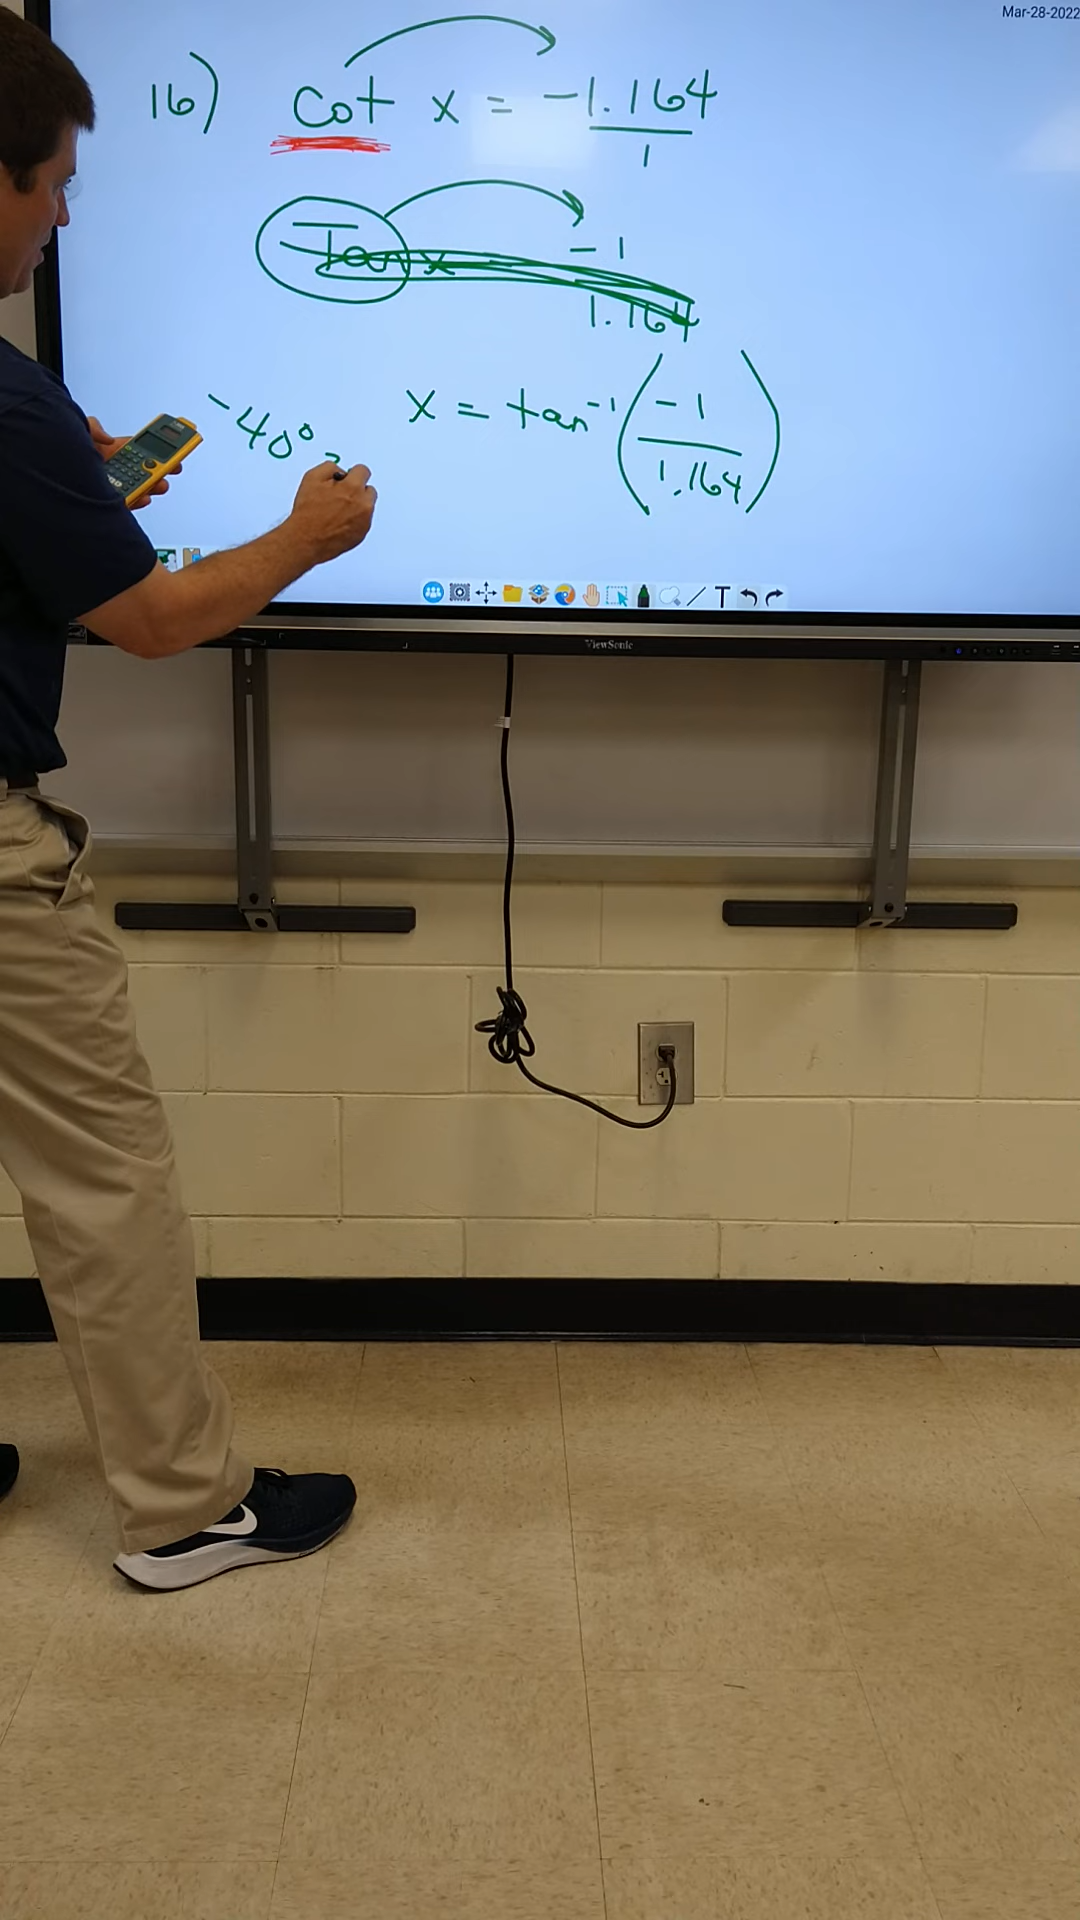 Mar-28-2022
16) cot x = -1.164
1
Tan x -1
1.164
x = tan⁻¹ ( -1
1.164 )
-40°
T
ViewSonic